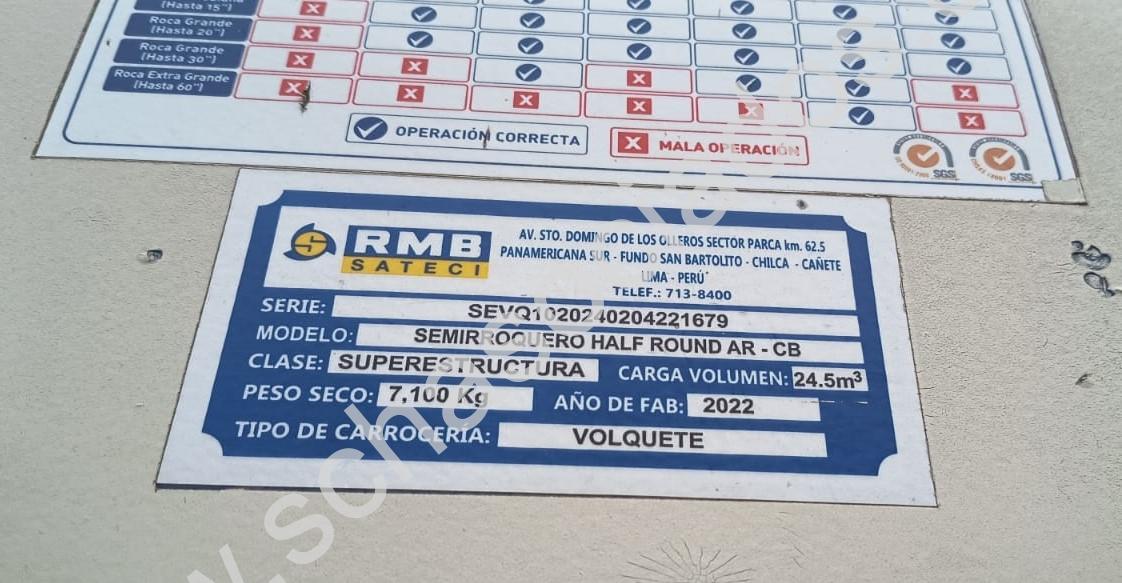 (Hasta 15")
Roca Grande
(Hasta 20")
Roca Grande
(Hasta 30")
Roca Extra Grande
(Hasta 60")
OPERACIÓN CORRECTA
MALA OPERACIÓN
SGS
SGS
RMB
SATECI
AV. STO. DOMINGO DE LOS OLLEROS SECTOR PARCA km. 62.5
PANAMERICANA SUR - FUNDO SAN BARTOLITO - CHILCA - CAÑETE
LIMA - PERÚ
TELEF.: 713-8400
SERIE: SEVQ10202240204221679
MODELO: SEMIRROQUERO HALF ROUND AR - CB
CLASE: SUPERESTRUCTURA CARGA VOLUMEN: 24.5m³
PESO SECO: 7,100 Kg AÑO DE FAB: 2022
TIPO DE CARROCERÍA: VOLQUETE